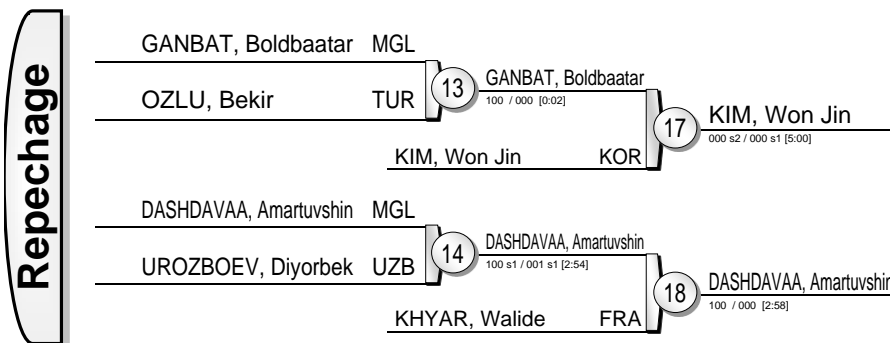 Repechage
GANBAT, Boldbaatar MGL
OZLU, Bekir TUR
13
GANBAT, Boldbaatar
100 / 000 [0:02]
KIM, Won Jin KOR
17
KIM, Won Jin
000 s2 / 000 s1 [5:00]
DASHDAVAA, Amartuvshin MGL
UROZBOEV, Diyorbek UZB
14
DASHDAVAA, Amartuvshin
100 s1 / 001 s1 [2:54]
KHYAR, Walide FRA
18
DASHDAVAA, Amartuvshin
100 / 000 [2:58]